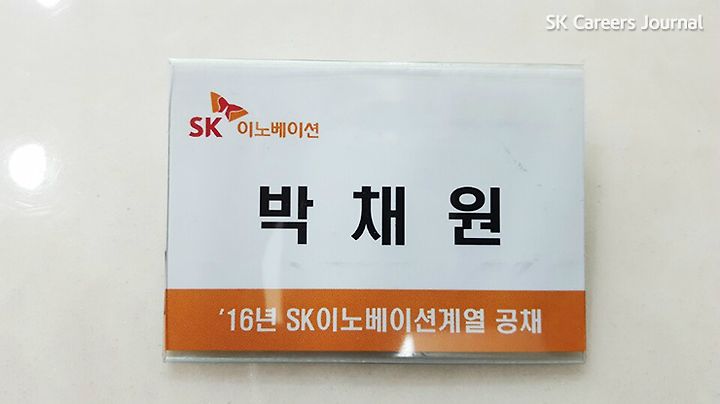 SK Careers Journal
SK 이노베이션
박 채 원
'16년 SK이노베이션계열 공채